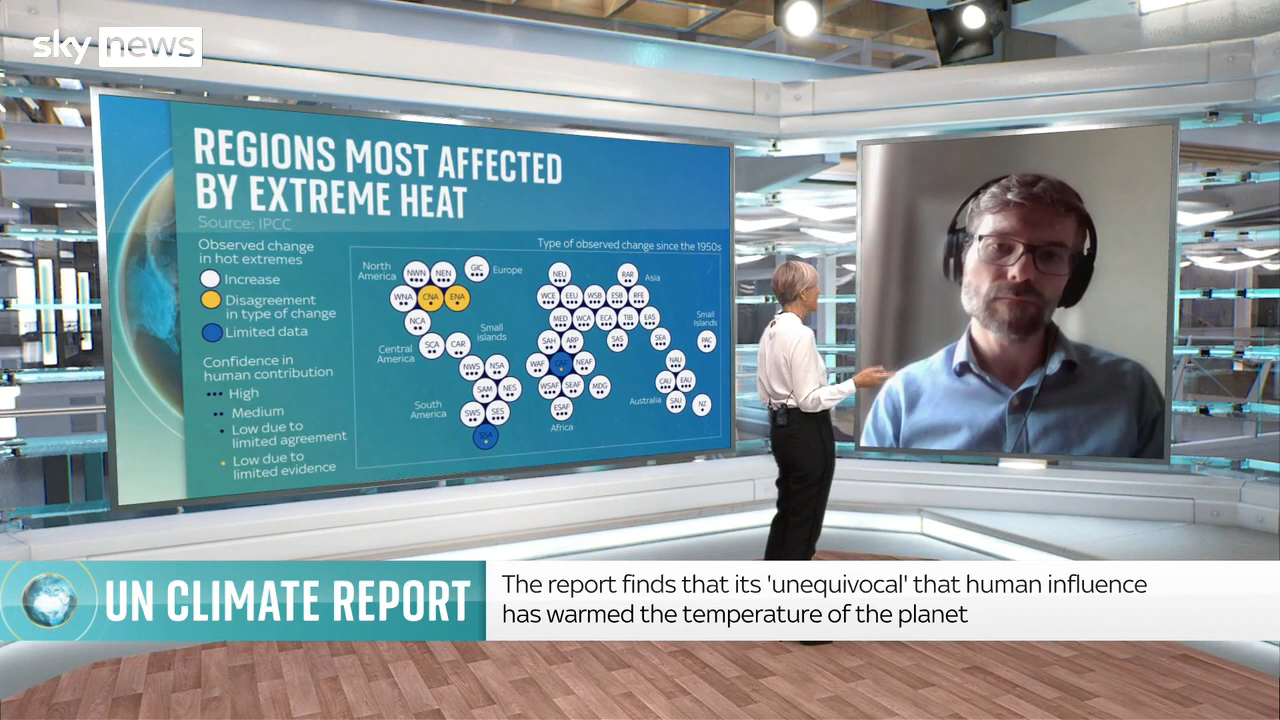 sky news
REGIONS MOST AFFECTED
BY EXTREME HEAT
Source: IPCC
Observed change
in hot extremes
Increase
Disagreement
in type of change
Limited data
Confidence in
human contribution
High
Medium
Low due to
limited agreement
Low due to
limited evidence
Type of observed change since the 1950s
North
America
NWN NEN GIC Europe
WNA CNA ENA
NCA
Central
America
SCA CAR
Small
islands
NWS NSA
SAM NES
South
America
SWS SES
NEU RAR Asia
WCE EEU WSB ESB RFE
MED WCA ECA TIB EAS
SAH ARP SAS SEA
Small
Islands
PAC
WAF NEAF NAU
WSAF SEAF MDG CAU EAU
ESAF
Africa
Australia
SAU NZ
UN CLIMATE REPORT
The report finds that its 'unequivocal' that human influence
has warmed the temperature of the planet